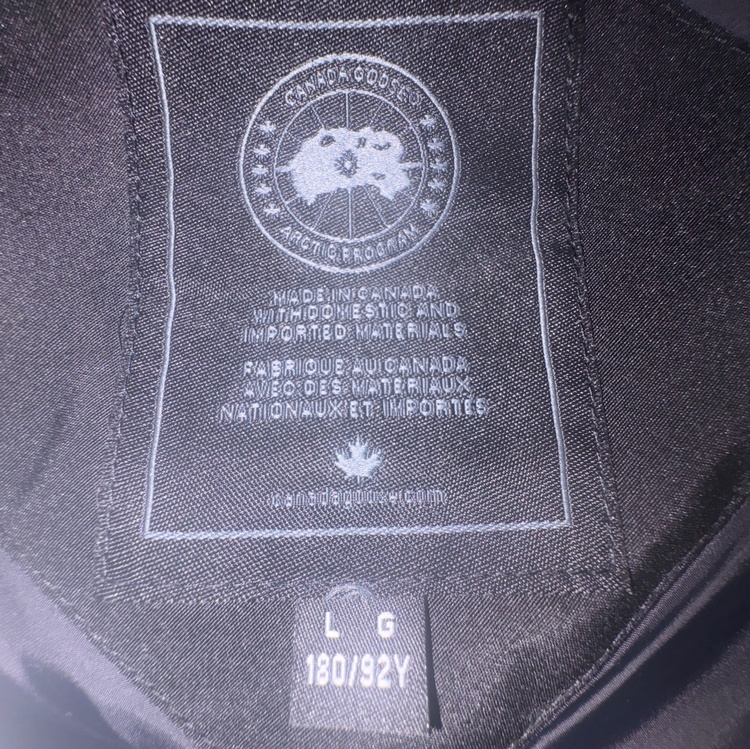 CANADA GOOSE
ARCTIC PROGRAM
MADE IN CANADA
WITH DOMESTIC AND
IMPORTED MATERIALS
FABRIQUE AU CANADA
AVEC DES MATERIAUX
NATIONAUX ET IMPORTÉS
canadagoose.com
L G
180/92Y